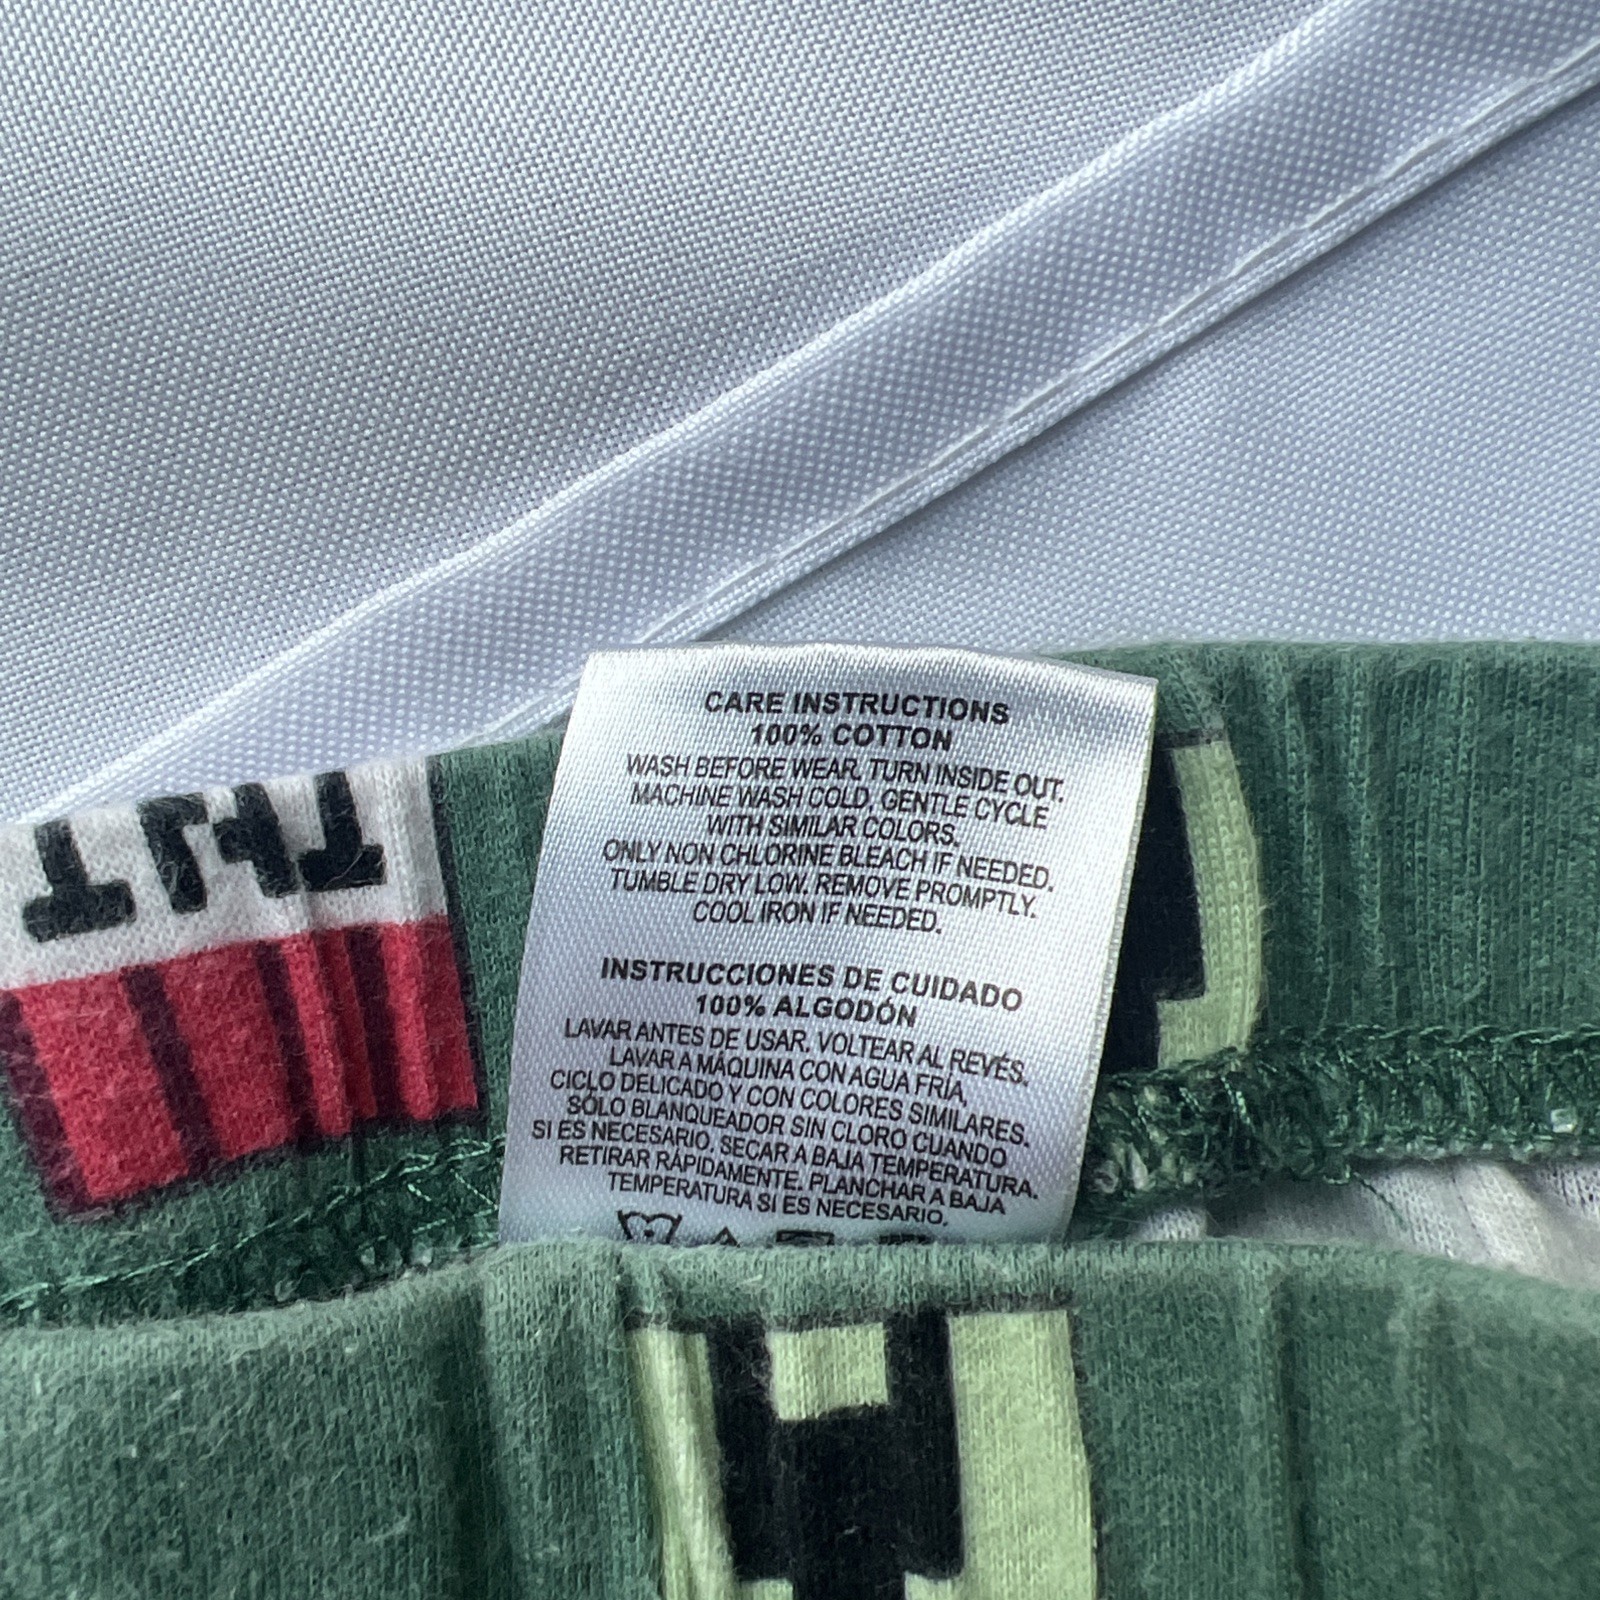 CARE INSTRUCTIONS
100% COTTON
WASH BEFORE WEAR. TURN INSIDE OUT.
MACHINE WASH COLD, GENTLE CYCLE
WITH SIMILAR COLORS.
ONLY NON CHLORINE BLEACH IF NEEDED.
TUMBLE DRY LOW. REMOVE PROMPTLY.
COOL IRON IF NEEDED.
INSTRUCCIONES DE CUIDADO
100% ALGODÓN
LAVAR ANTES DE USAR. VOLTEAR AL REVÉS.
LAVAR A MÁQUINA CON AGUA FRÍA,
CICLO DELICADO Y CON COLORES SIMILARES.
SÓLO BLANQUEADOR SIN CLORO CUANDO
SI ES NECESARIO. SECAR A BAJA TEMPERATURA.
RETIRAR RÁPIDAMENTE. PLANCHAR A BAJA
TEMPERATURA SI ES NECESARIO.
TNT